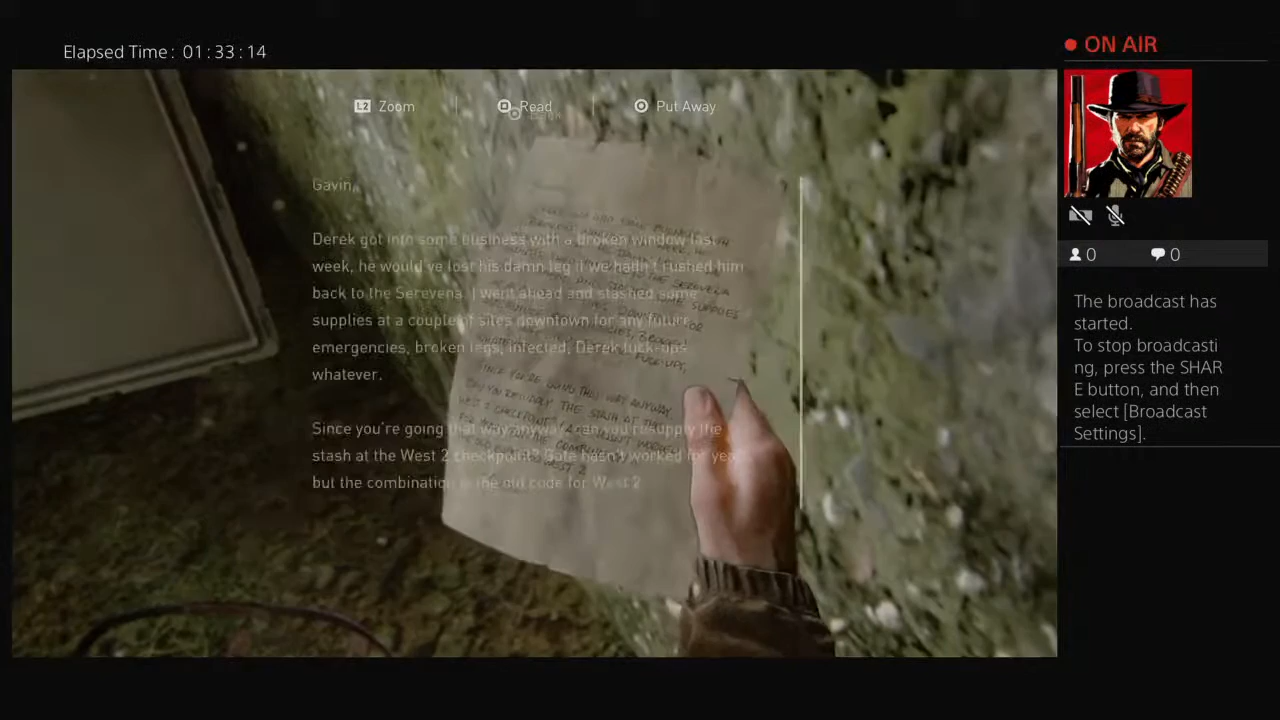 Elapsed Time: 01:33:14
ON AIR
L2 Zoom
Read
Put Away
0
0
The broadcast has
started.
To stop broadcasti
ng, press the SHAR
E button, and then
select [Broadcast
Settings].
Gavin,
Derek got into some business with a broken window last
week, he would've lost his damn leg if we hadn't rushed him
back to the Serevena. I went ahead and stashed some
supplies at a couple of sites downtown for any future
emergencies, broken legs, infected, Derek fuck-ups
whatever.
Since you're going that way anyway, can you resupply the
stash at the West 2 checkpoint? Gate hasn't worked for
but the combination is the old code for West 2